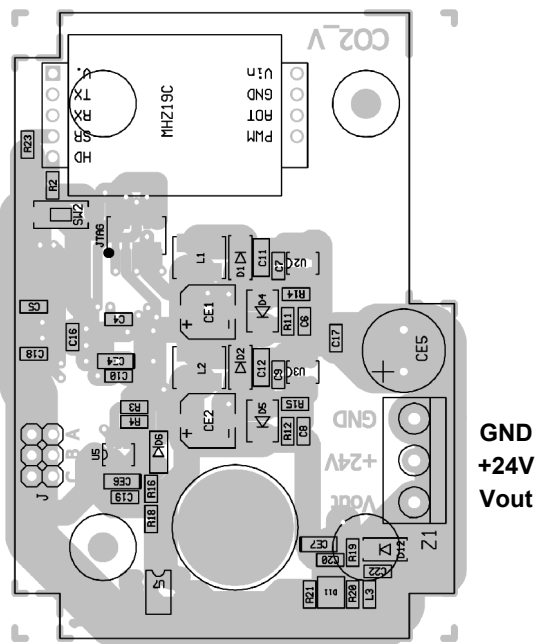 CO2_V
V.
TX
RX
SR
HD
MHZ19C
Vin
GND
AOT
PWM
R23
R2
SW2
JTAG
L1
D1
C11
C7
U2
R14
C5
C4
CE1
D4
R11
C6
C16
C17
CE5
C18
C10
L2
D2
C12
C9
U3
R15
R3
R4
CE2
D5
R12
C8
GND
GND
+24V
+24V
Vout
Vout
A
B
C
J
U5
D6
CE6
C19
R16
R18
Z1
CE7
C20
R19
D12
C22
R21
D11
R20
L3